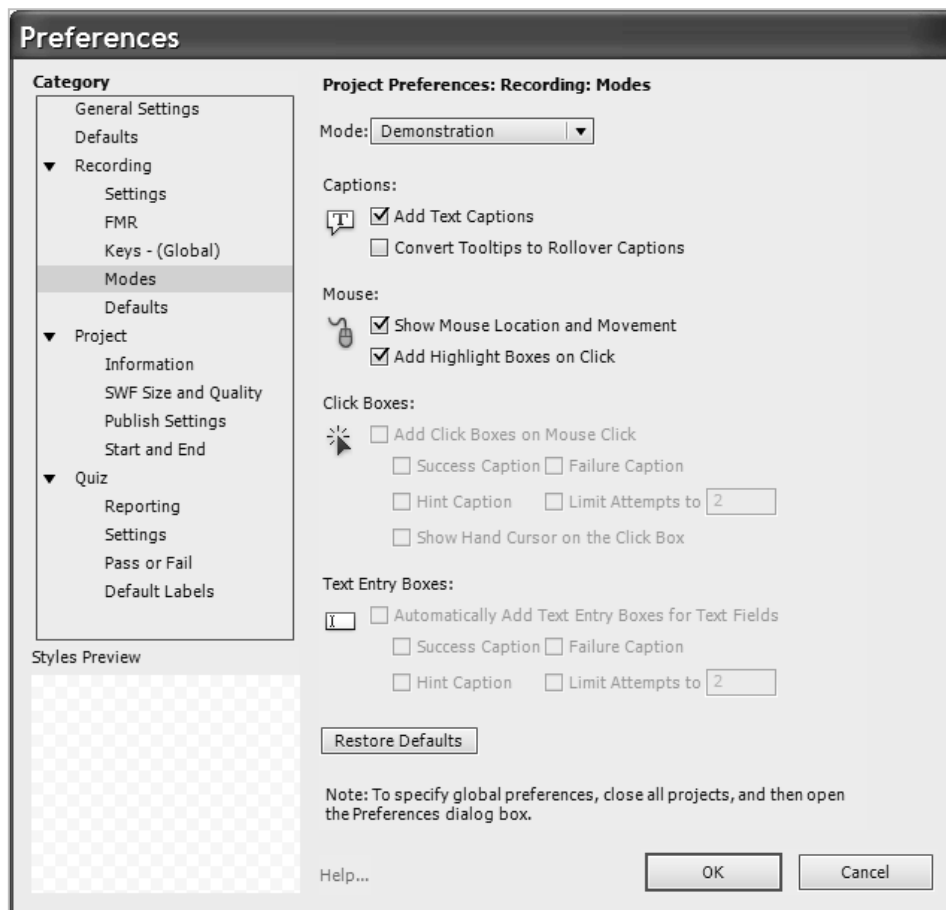 Preferences
Category
General Settings
Defaults
Recording
Settings
FMR
Keys - (Global)
Modes
Defaults
Project
Information
SWF Size and Quality
Publish Settings
Start and End
Quiz
Reporting
Settings
Pass or Fail
Default Labels
Styles Preview
Project Preferences: Recording: Modes
Mode: Demonstration
Captions:
T
Add Text Captions
Convert Tooltips to Rollover Captions
Mouse:
Show Mouse Location and Movement
Add Highlight Boxes on Click
Click Boxes:
Add Click Boxes on Mouse Click
Success Caption Failure Caption
Hint Caption Limit Attempts to 2
Show Hand Cursor on the Click Box
Text Entry Boxes:
Automatically Add Text Entry Boxes for Text Fields
Success Caption Failure Caption
Hint Caption Limit Attempts to 2
Restore Defaults
Note: To specify global preferences, close all projects, and then open
the Preferences dialog box.
Help... OK Cancel